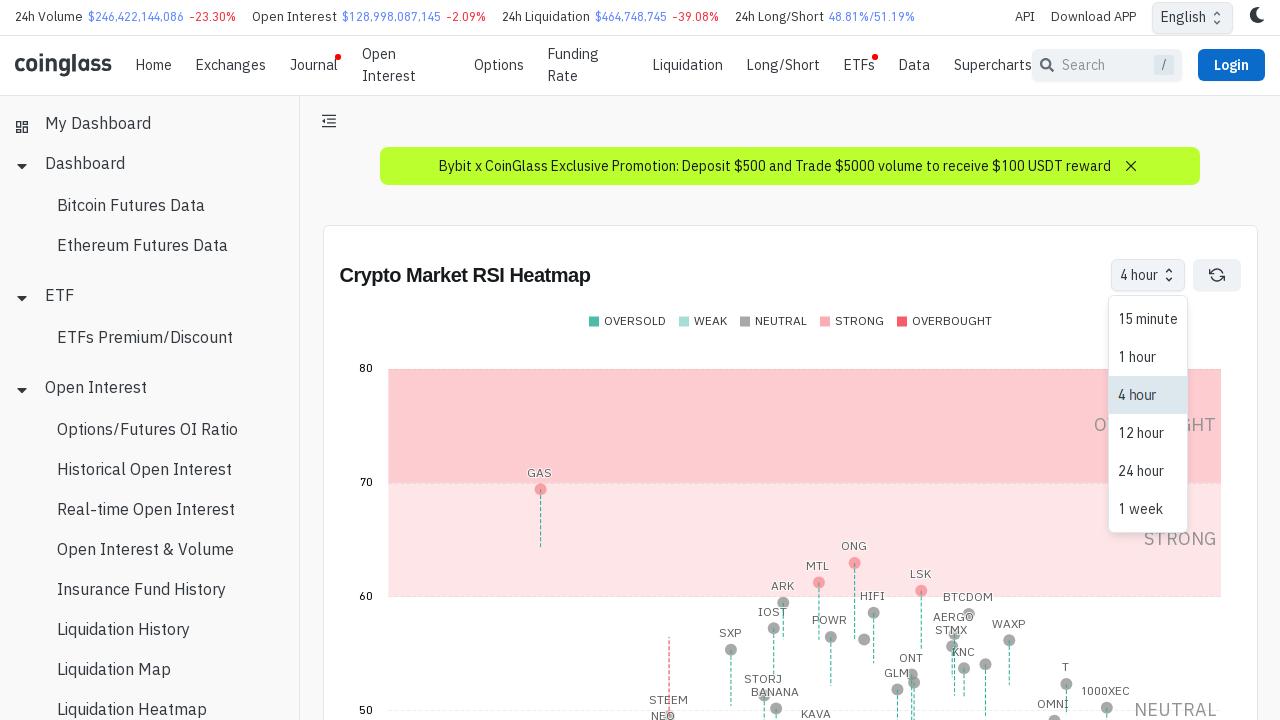 24h Volume $246,422,144,086 -23.30% Open Interest $128,998,087,145 -2.09% 24h Liquidation $464,748,745 -39.08% 24h Long/Short 48.81%/51.19% API Download APP English
coinglass Home Exchanges Journal Open Interest Options Funding Rate Liquidation Long/Short ETFs Data Supercharts Search / Login
My Dashboard
Dashboard
Bitcoin Futures Data
Ethereum Futures Data
ETF
ETFs Premium/Discount
Open Interest
Options/Futures OI Ratio
Historical Open Interest
Real-time Open Interest
Open Interest & Volume
Insurance Fund History
Liquidation History
Liquidation Map
Liquidation Heatmap
Bybit x CoinGlass Exclusive Promotion: Deposit $500 and Trade $5000 volume to receive $100 USDT reward
Crypto Market RSI Heatmap
4 hour
15 minute
1 hour
4 hour
12 hour
24 hour
1 week
OVERSOLD WEAK NEUTRAL STRONG OVERBOUGHT
80
70
GAS
STRONG
ONG
MTL
LSK
ARK
60
HIFI
BTCDOM
IOST
POWR
AERGO
WAXP
STMX
SXP
KNC
ONT
T
GLM
STORJ
BANANA
1000XEC
STEEM
OMNI
50
NEO
KAVA
NEUTRAL